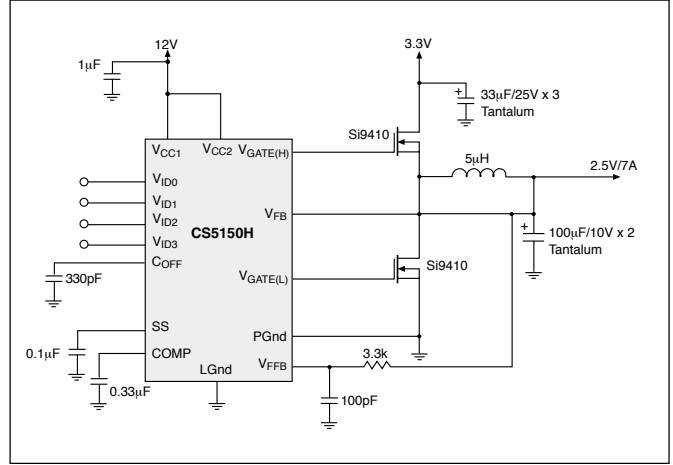 12V
3.3V
1µF
33µF/25V x 3
Tantalum
Si9410
VCC1
VCC2
VGATE(H)
5µH
2.5V/7A
VID0
VID1
VFB
VID2
CS5150H
100µF/10V x 2
Tantalum
VID3
COFF
Si9410
330pF
VGATE(L)
SS
PGnd
0.1µF
COMP
3.3k
VFFB
LGnd
0.33µF
100pF
+
+